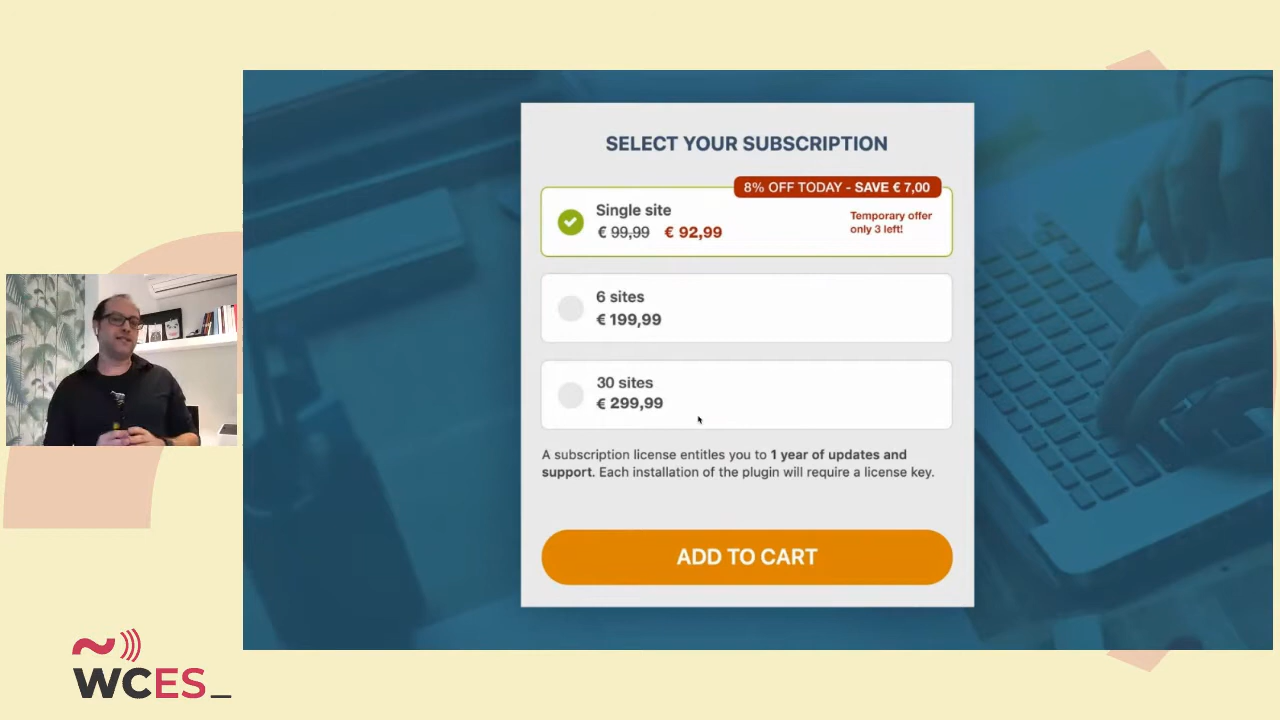 SELECT YOUR SUBSCRIPTION
8% OFF TODAY - SAVE € 7,00
Single site
€ 99,99 € 92,99
Temporary offer
only 3 left!
6 sites
€ 199,99
30 sites
€ 299,99
A subscription license entitles you to 1 year of updates and
support. Each installation of the plugin will require a license key.
ADD TO CART
WCES_